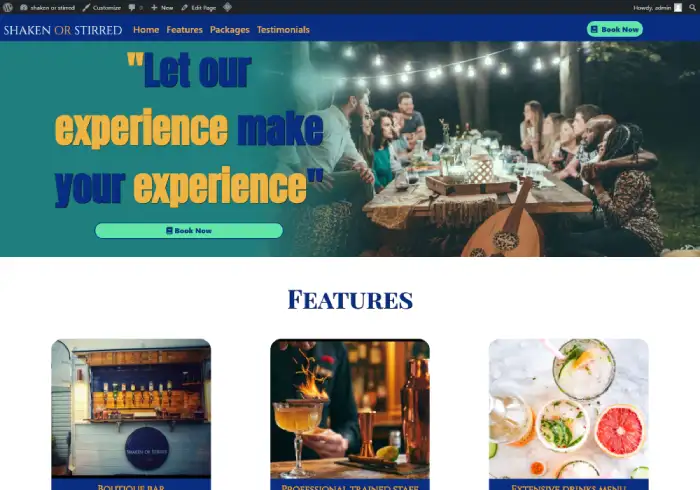 shaken or stirred Customize 0 New Edit Page Howdy, admin
SHAKEN OR STIRRED Home Features Packages Testimonials Book Now
"Let our
experience make
your experience"
Book Now
FEATURES
SHAKEN OR STIRRED
BOUTIQUE BAR PROFESSIONAL TRAINED STAFF EXTENSIVE DRINKS MENU